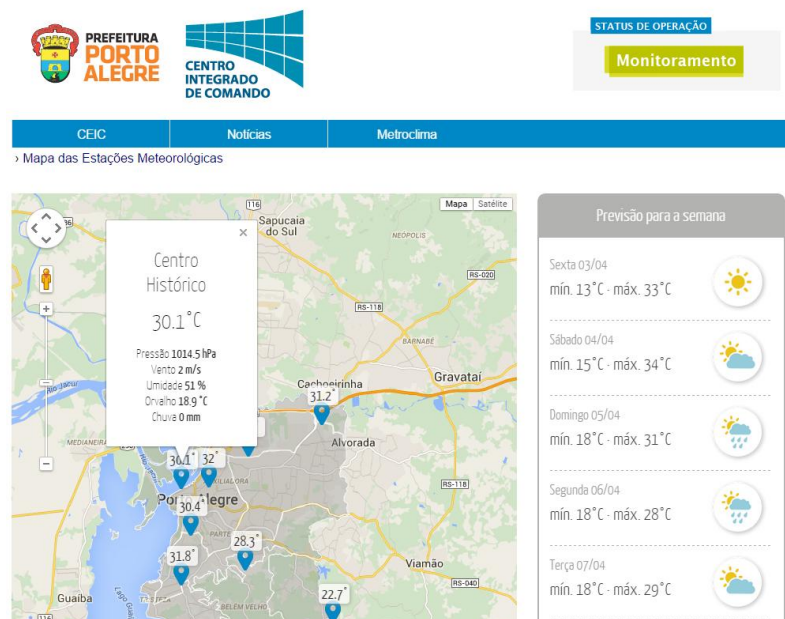 PREFEITURA
PORTO
ALEGRE
CENTRO
INTEGRADO
DE COMANDO
STATUS DE OPERAÇÃO
Monitoramento
CEIC
Notícias
Metroclima
› Mapa das Estações Meteorológicas
Mapa
Satélite
116
Sapucaia
do Sul
NEÓPOLIS
RS-020
RS-118
BARNABÉ
Cachoeirinha
Gravataí
31.2°
Alvorada
×
Centro
Histórico
30.1°C
Pressão 1014.5 hPa
Vento 2 m/s
Umidade 51 %
Orvalho 18.9 °C
Chuva 0 mm
Rio Jacuí
30.1°
32°
RS-118
Porto Alegre
30.4°
28.3°
31.8°
Viamão
RS-040
22.7°
Guaíba
BELÉM VELHO
116
Previsão para a semana
Sexta 03/04
mín. 13°C · máx. 33°C
Sábado 04/04
mín. 15°C · máx. 34°C
Domingo 05/04
mín. 18°C · máx. 31°C
Segunda 06/04
mín. 18°C · máx. 28°C
Terça 07/04
mín. 18°C · máx. 29°C